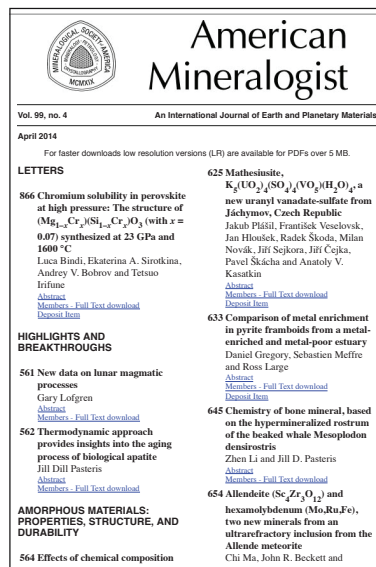 MINERALOGICAL SOCIETY OF AMERICA
MINERALOGY PETROLOGY CRYSTALLOGRAPHY
MCMXIX
American
Mineralogist
Vol. 99, no. 4
An International Journal of Earth and Planetary Materials
April 2014
For faster downloads low resolution versions (LR) are available for PDFs over 5 MB.
LETTERS
866 Chromium solubility in perovskite
at high pressure: The structure of
(Mg1–xCrx)(Si1–xCrx)O3 (with x =
0.07) synthesized at 23 GPa and
1600 °C
Luca Bindi, Ekaterina A. Sirotkina,
Andrey V. Bobrov and Tetsuo
Irifune
Abstract
Members - Full Text download
Deposit Item
HIGHLIGHTS AND
BREAKTHROUGHS
561 New data on lunar magmatic
processes
Gary Lofgren
Abstract
Members - Full Text download
562 Thermodynamic approach
provides insights into the aging
process of biological apatite
Jill Dill Pasteris
Abstract
Members - Full Text download
AMORPHOUS MATERIALS:
PROPERTIES, STRUCTURE, AND
DURABILITY
564 Effects of chemical composition
625 Mathesiusite,
K5(UO2)4(SO4)4(VO5)(H2O)4, a
new uranyl vanadate-sulfate from
Jáchymov, Czech Republic
Jakub Plášil, František Veselovsk,
Jan Hloušek, Radek Škoda, Milan
Novák, Jiří Sejkora, Jiří Čejka,
Pavel Škácha and Anatoly V.
Kasatkin
Abstract
Members - Full Text download
Deposit Item
633 Comparison of metal enrichment
in pyrite framboids from a metal-
enriched and metal-poor estuary
Daniel Gregory, Sebastien Meffre
and Ross Large
Abstract
Members - Full Text download
Deposit Item
645 Chemistry of bone mineral, based
on the hypermineralized rostrum
of the beaked whale Mesoplodon
densirostris
Zhen Li and Jill D. Pasteris
Abstract
Members - Full Text download
654 Allendeite (Sc4Zr3O12) and
hexamolybdenum (Mo,Ru,Fe),
two new minerals from an
ultrarefractory inclusion from the
Allende meteorite
Chi Ma, John R. Beckett and